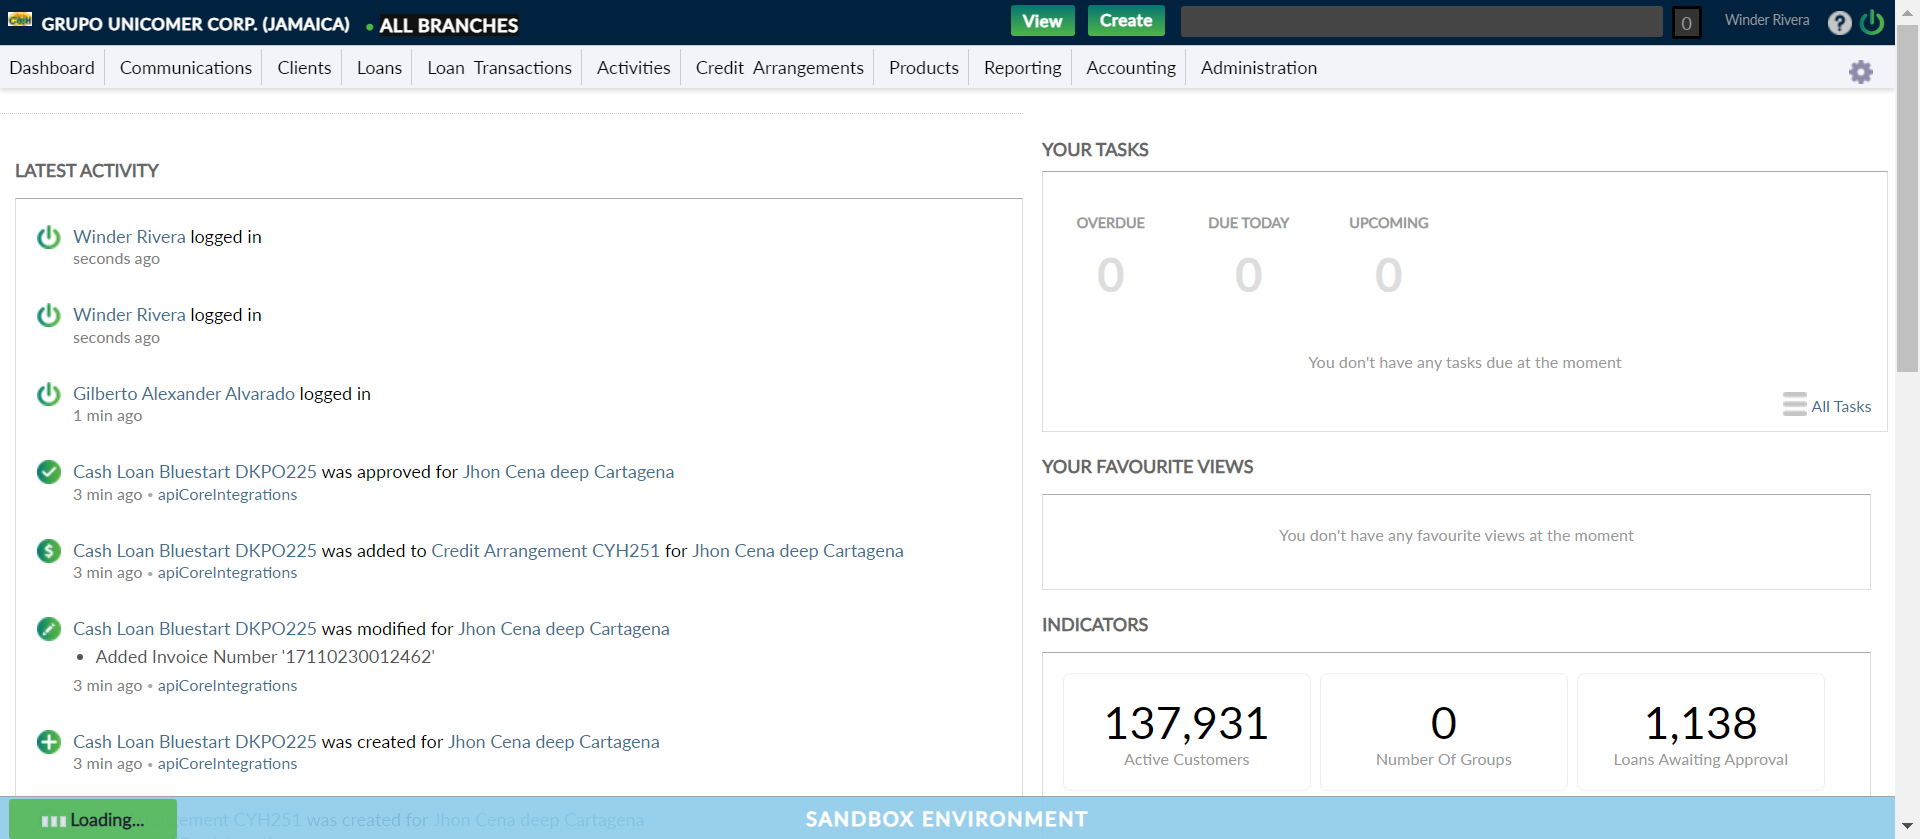 CASH
GRUPO UNICOMER CORP. (JAMAICA) • ALL BRANCHES
View
Create
0
Winder Rivera
?
Dashboard
Communications
Clients
Loans
Loan Transactions
Activities
Credit Arrangements
Products
Reporting
Accounting
Administration
LATEST ACTIVITY
Winder Rivera logged in
seconds ago
Winder Rivera logged in
seconds ago
Gilberto Alexander Alvarado logged in
1 min ago
Cash Loan Bluestart DKPO225 was approved for Jhon Cena deep Cartagena
3 min ago • apiCoreIntegrations
Cash Loan Bluestart DKPO225 was added to Credit Arrangement CYH251 for Jhon Cena deep Cartagena
3 min ago • apiCoreIntegrations
Cash Loan Bluestart DKPO225 was modified for Jhon Cena deep Cartagena
• Added Invoice Number '17110230012462'
3 min ago • apiCoreIntegrations
Cash Loan Bluestart DKPO225 was created for Jhon Cena deep Cartagena
3 min ago • apiCoreIntegrations
CYH251 was created for Jhon Cena deep Cartagena
YOUR TASKS
OVERDUE
0
DUE TODAY
0
UPCOMING
0
You don't have any tasks due at the moment
All Tasks
YOUR FAVOURITE VIEWS
You don't have any favourite views at the moment
INDICATORS
137,931
Active Customers
0
Number Of Groups
1,138
Loans Awaiting Approval
Loading...
SANDBOX ENVIRONMENT